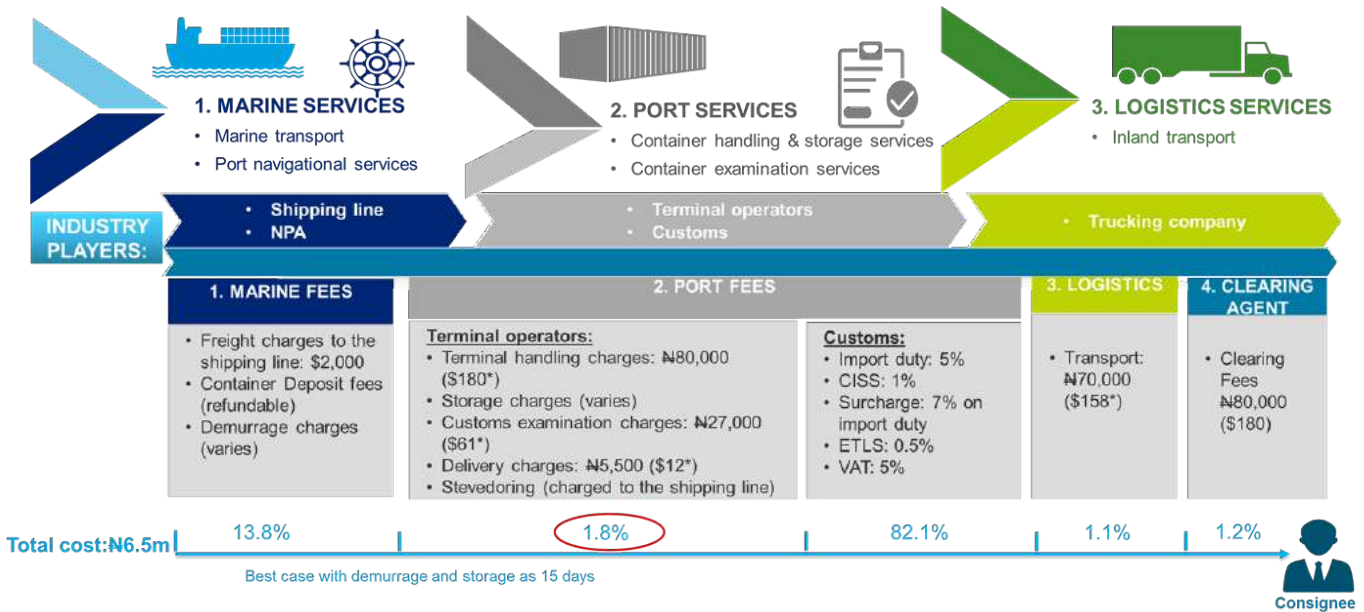 1. MARINE SERVICES
• Marine transport
• Port navigational services
2. PORT SERVICES
• Container handling & storage services
• Container examination services
3. LOGISTICS SERVICES
• Inland transport
INDUSTRY
PLAYERS:
• Shipping line
• NPA
• Terminal operators
• Customs
• Trucking company
1. MARINE FEES
• Freight charges to the
shipping line: $2,000
• Container Deposit fees
(refundable)
• Demurrage charges
(varies)
2. PORT FEES
Terminal operators:
• Terminal handling charges: ₦80,000
($180*)
• Storage charges (varies)
• Customs examination charges: ₦27,000
($61*)
• Delivery charges: ₦5,500 ($12*)
• Stevedoring (charged to the shipping line)
Customs:
• Import duty: 5%
• CISS: 1%
• Surcharge: 7% on
import duty
• ETLS: 0.5%
• VAT: 5%
3. LOGISTICS
• Transport:
₦70,000
($158*)
4. CLEARING
AGENT
• Clearing
Fees
₦80,000
($180)
Total cost:₦6.5m
13.8%
1.8%
82.1%
1.1%
1.2%
Best case with demurrage and storage as 15 days
Consignee